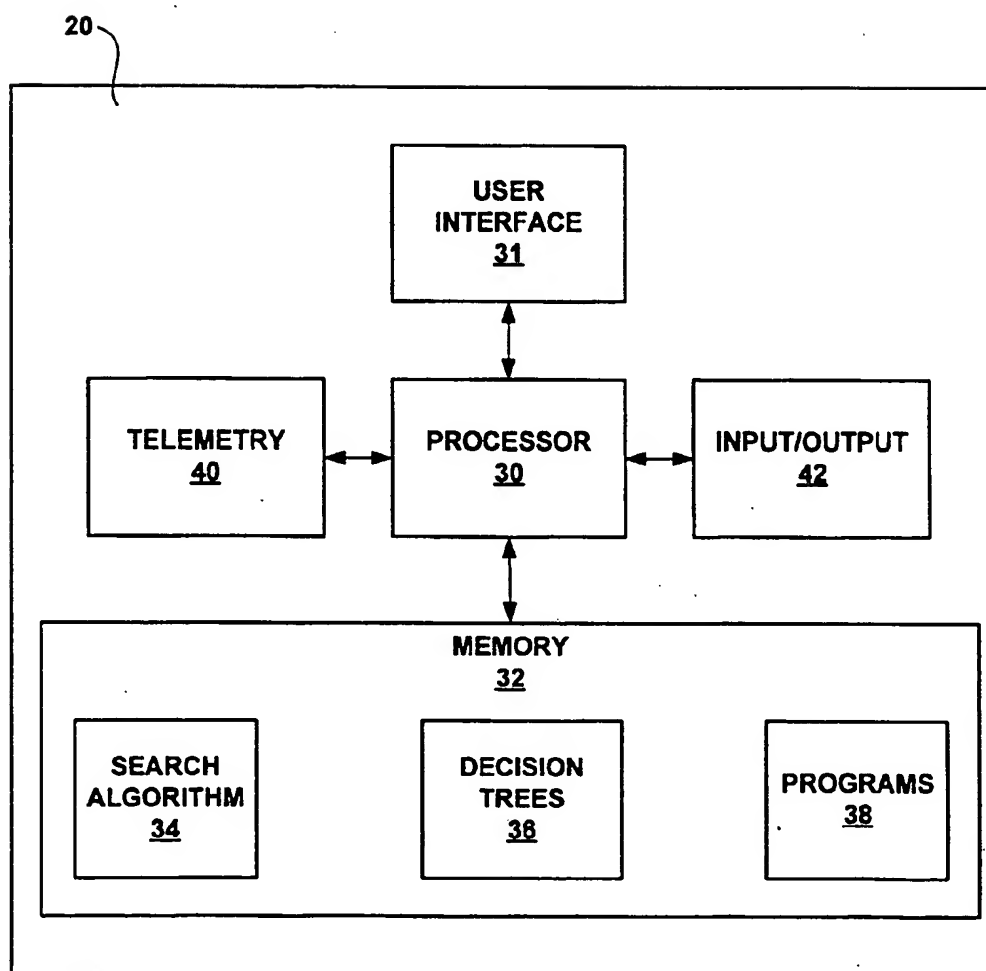 20
USER
INTERFACE
31
TELEMETRY
40
PROCESSOR
30
INPUT/OUTPUT
42
MEMORY
32
SEARCH
ALGORITHM
34
DECISION
TREES
36
PROGRAMS
38